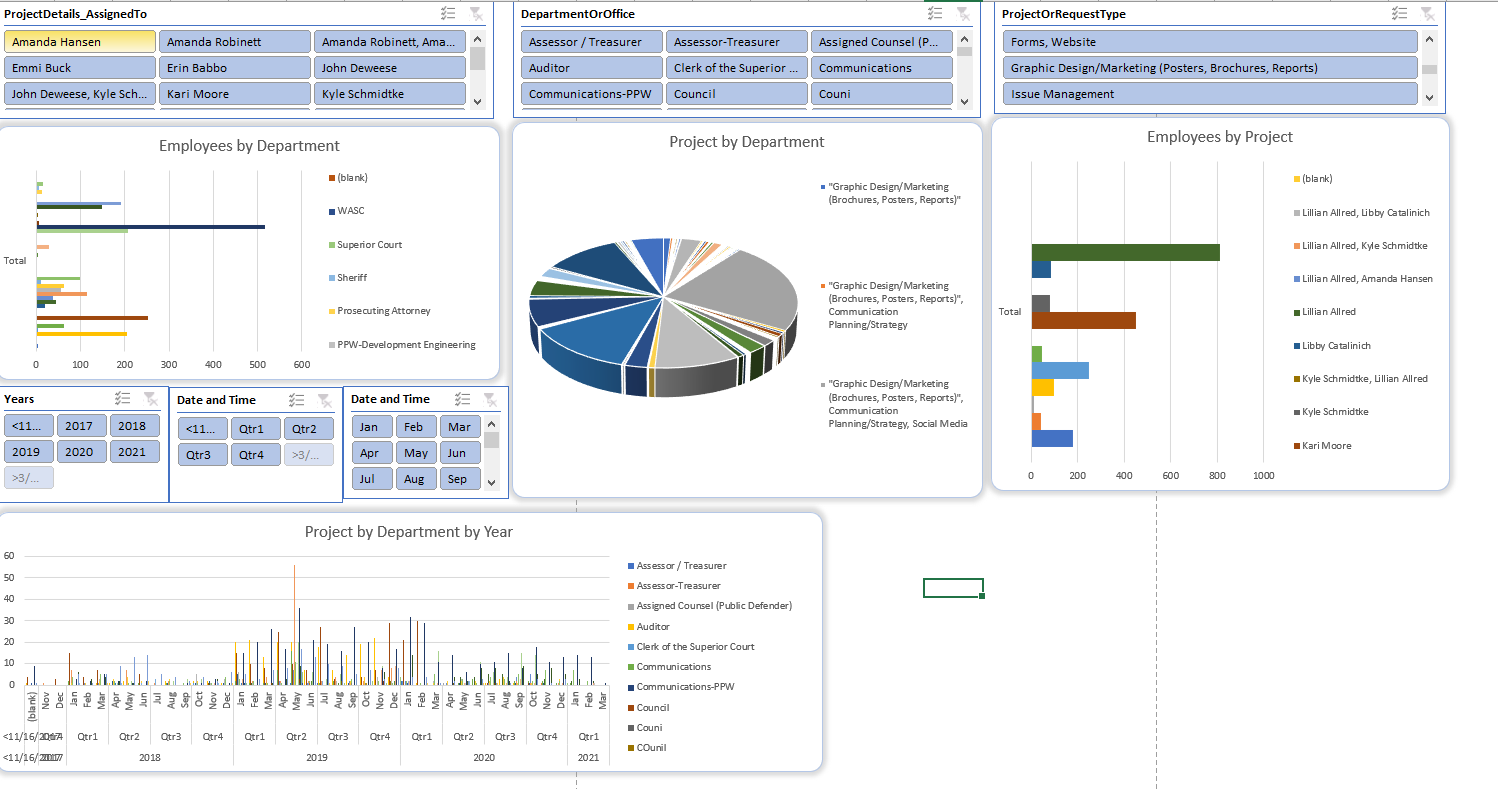 ProjectDetails_AssignedTo
Amanda Hansen
Amanda Robinett
Amanda Robinett, Ama...
Emmi Buck
Erin Babbo
John Deweese
John Deweese, Kyle Sch...
Kari Moore
Kyle Schmidtke
DepartmentOrOffice
Assessor / Treasurer
Assessor-Treasurer
Assigned Counsel (P...
Auditor
Clerk of the Superior ...
Communications
Communications-PPW
Council
Couni
ProjectOrRequestType
Forms, Website
Graphic Design/Marketing (Posters, Brochures, Reports)
Issue Management
Employees by Department
Total
0 100 200 300 400 500 600
(blank)
WASC
Superior Court
Sheriff
Prosecuting Attorney
PPW-Development Engineering
Project by Department
"Graphic Design/Marketing
(Brochures, Posters, Reports)"
"Graphic Design/Marketing
(Brochures, Posters, Reports)",
Communication
Planning/Strategy
"Graphic Design/Marketing
(Brochures, Posters, Reports)",
Communication
Planning/Strategy, Social Media
Employees by Project
Total
0 200 400 600 800 1000
(blank)
Lillian Allred, Libby Catalinich
Lillian Allred, Kyle Schmidtke
Lillian Allred, Amanda Hansen
Lillian Allred
Libby Catalinich
Kyle Schmidtke, Lillian Allred
Kyle Schmidtke
Kari Moore
Years
<11...
2017
2018
2019
2020
2021
>3/...
Date and Time
<11...
Qtr1
Qtr2
Qtr3
Qtr4
>3/...
Date and Time
Jan
Feb
Mar
Apr
May
Jun
Jul
Aug
Sep
Project by Department by Year
60
50
40
30
20
10
0
(blank) Nov Dec Jan Feb Mar Apr May Jun Jul Aug Sep Oct Nov Dec Jan Feb Mar Apr May Jun Jul Aug Sep Oct Nov Dec Jan Feb Mar Apr May Jun Jul Aug Sep Oct Nov Dec Jan Feb Mar
<11/16/2017 Qtr4 Qtr1 Qtr2 Qtr3 Qtr4 Qtr1 Qtr2 Qtr3 Qtr4 Qtr1 Qtr2 Qtr3 Qtr4 Qtr1
<11/16/2017 2017 2018 2019 2020 2021
Assessor / Treasurer
Assessor-Treasurer
Assigned Counsel (Public Defender)
Auditor
Clerk of the Superior Court
Communications
Communications-PPW
Council
Couni
COunil